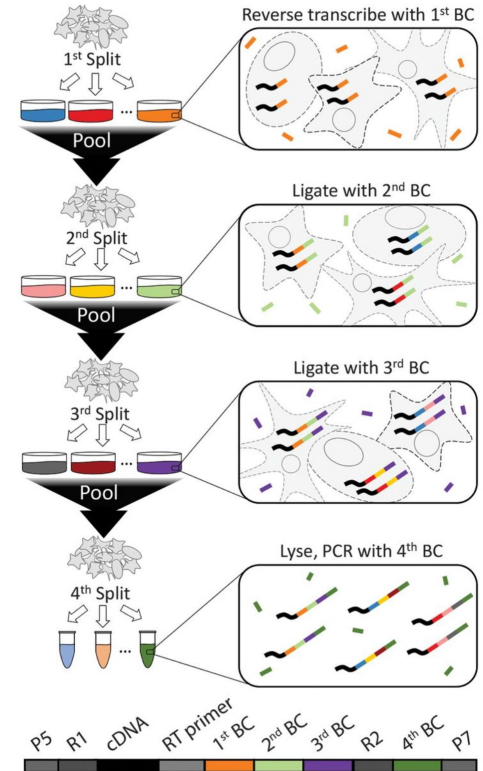 Reverse transcribe with 1st BC
1st Split
...
Pool
Ligate with 2nd BC
2nd Split
...
Pool
Ligate with 3rd BC
3rd Split
...
Pool
Lyse, PCR with 4th BC
4th Split
...
P5 R1 cDNA RT primer 1st BC 2nd BC 3rd BC R2 4th BC P7